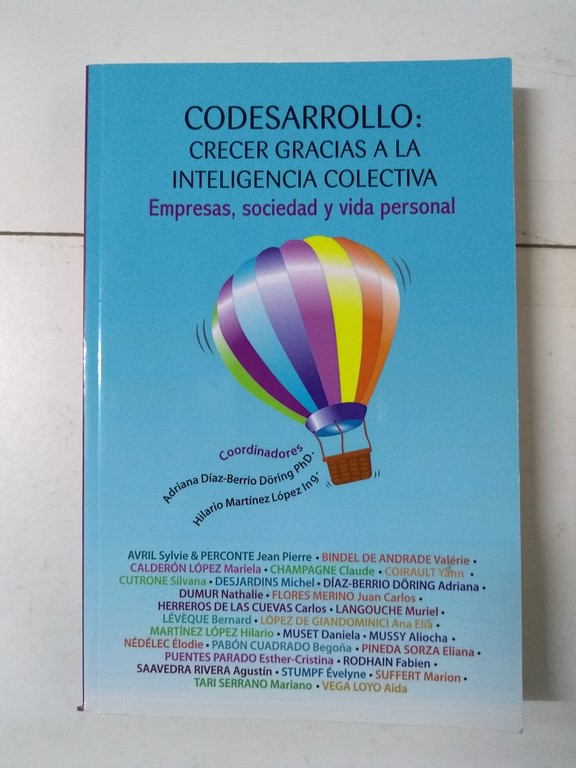 CODESARROLLO:
CRECER GRACIAS A LA
INTELIGENCIA COLECTIVA
Empresas, sociedad y vida personal
Coordinadores
Adriana Díaz-Berrio Döring PhD.
Hilario Martínez López Ing.
AVRIL Sylvie & PERCONTE Jean Pierre • BINDEL DE ANDRADE Valérie •
CALDERÓN LÓPEZ Mariela • CHAMPAGNE Claude • COIRAULT Yann •
CUTRONE Silvana • DESJARDINS Michel • DÍAZ-BERRIO DÖRING Adriana •
DUMUR Nathalie • FLORES MERINO Juan Carlos •
HERREROS DE LAS CUEVAS Carlos • LANGOUCHE Muriel •
LÉVÊQUE Bernard • LÓPEZ DE GIANDOMINICI Ana Elia •
MARTÍNEZ LÓPEZ Hilario • MUSET Daniela • MUSSY Aliocha •
NÉDÉLEC Élodie • PABÓN CUADRADO Begoña • PINEDA SORZA Eliana •
PUENTES PARADO Esther-Cristina • RODHAIN Fabien •
SAAVEDRA RIVERA Agustín • STUMPF Évelyne • SUFFERT Marion •
TARI SERRANO Mariano • VEGA LOYO Aida